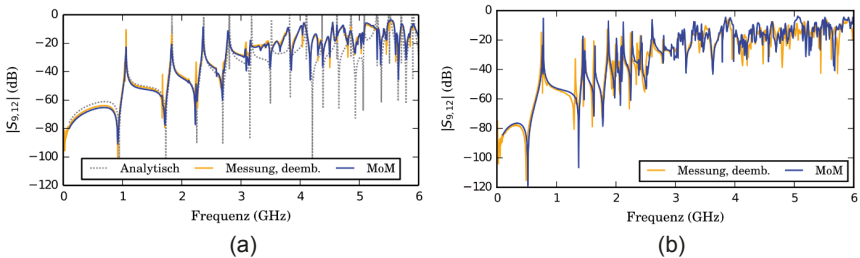 0
−20
−40
−60
−80
−100
−120
|S9,12| (dB)
Analytisch Messung, deemb. MoM
0 1 2 3 4 5 6
Frequenz (GHz)
(a)
0
−20
−40
−60
−80
−100
−120
|S9,12| (dB)
Messung, deemb. MoM
0 1 2 3 4 5 6
Frequenz (GHz)
(b)